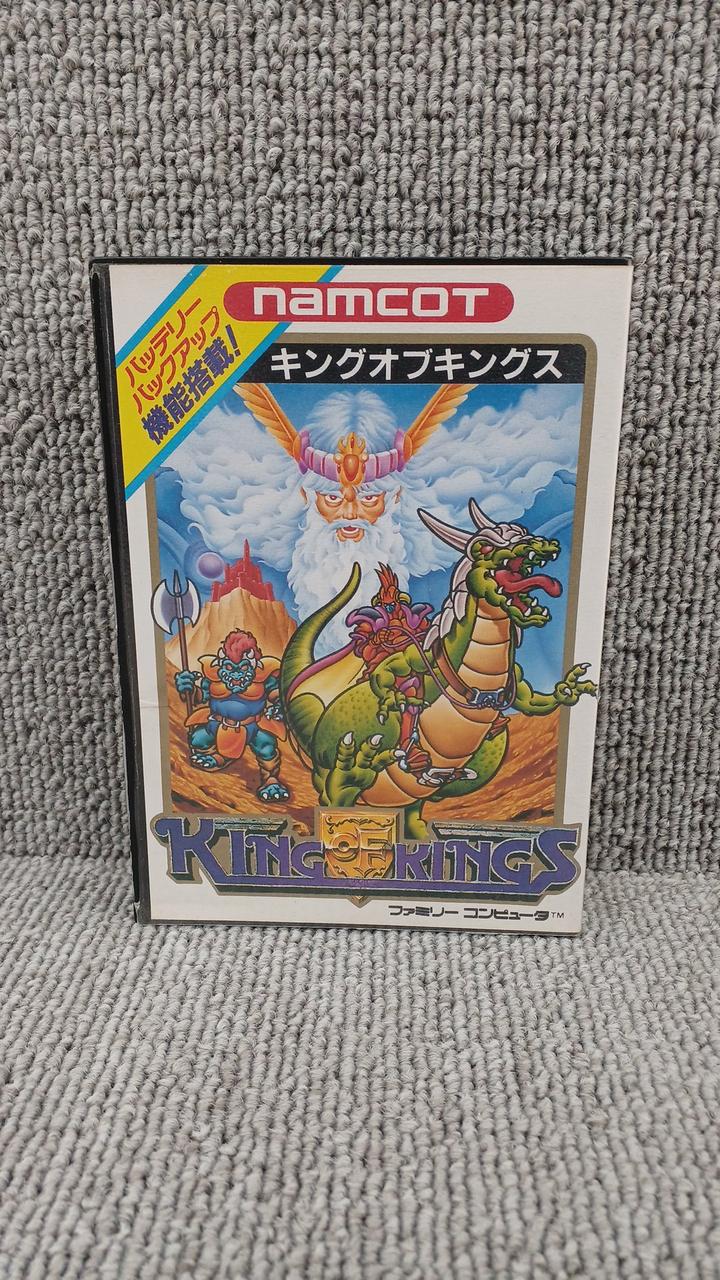 namcot
バッテリー
バックアップ
機能搭載!
キングオブキングス
KING OF KINGS
ファミリー コンピュータ™